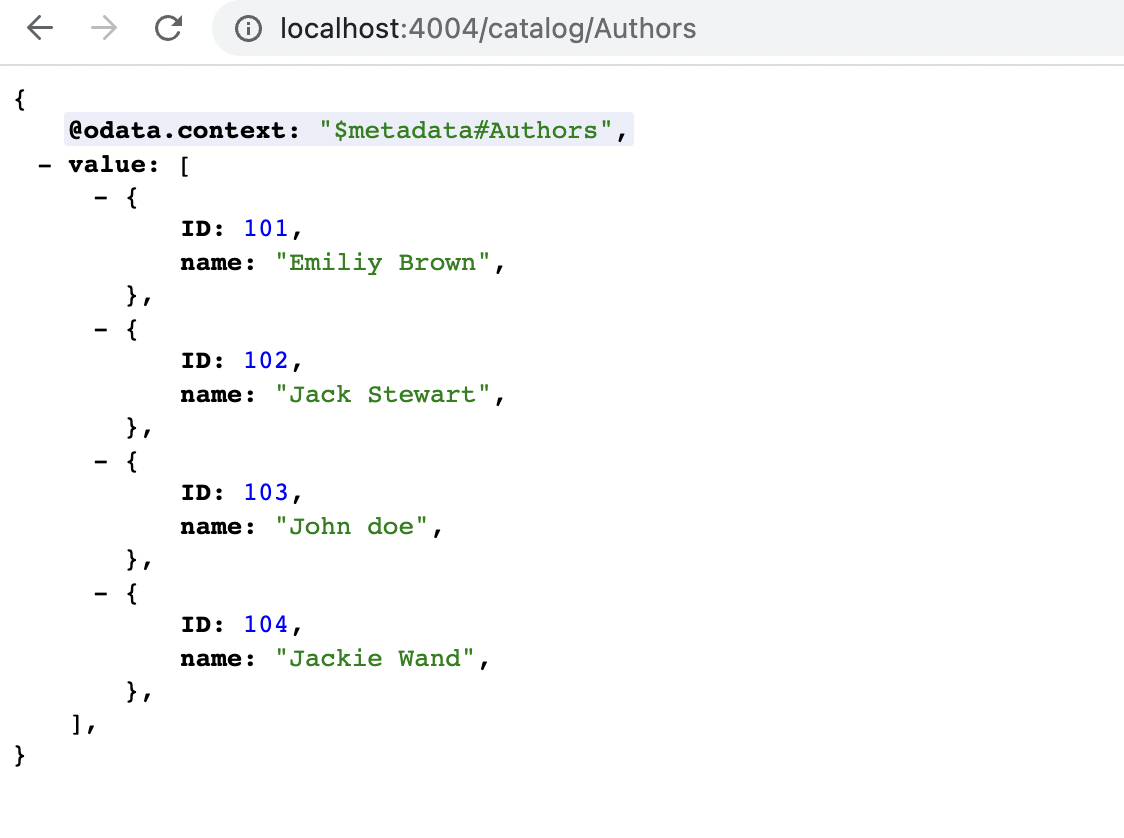 localhost:4004/catalog/Authors
{
@odata.context: "$metadata#Authors",
- value: [
- {
ID: 101,
name: "Emiliy Brown",
},
- {
ID: 102,
name: "Jack Stewart",
},
- {
ID: 103,
name: "John doe",
},
- {
ID: 104,
name: "Jackie Wand",
},
],
}